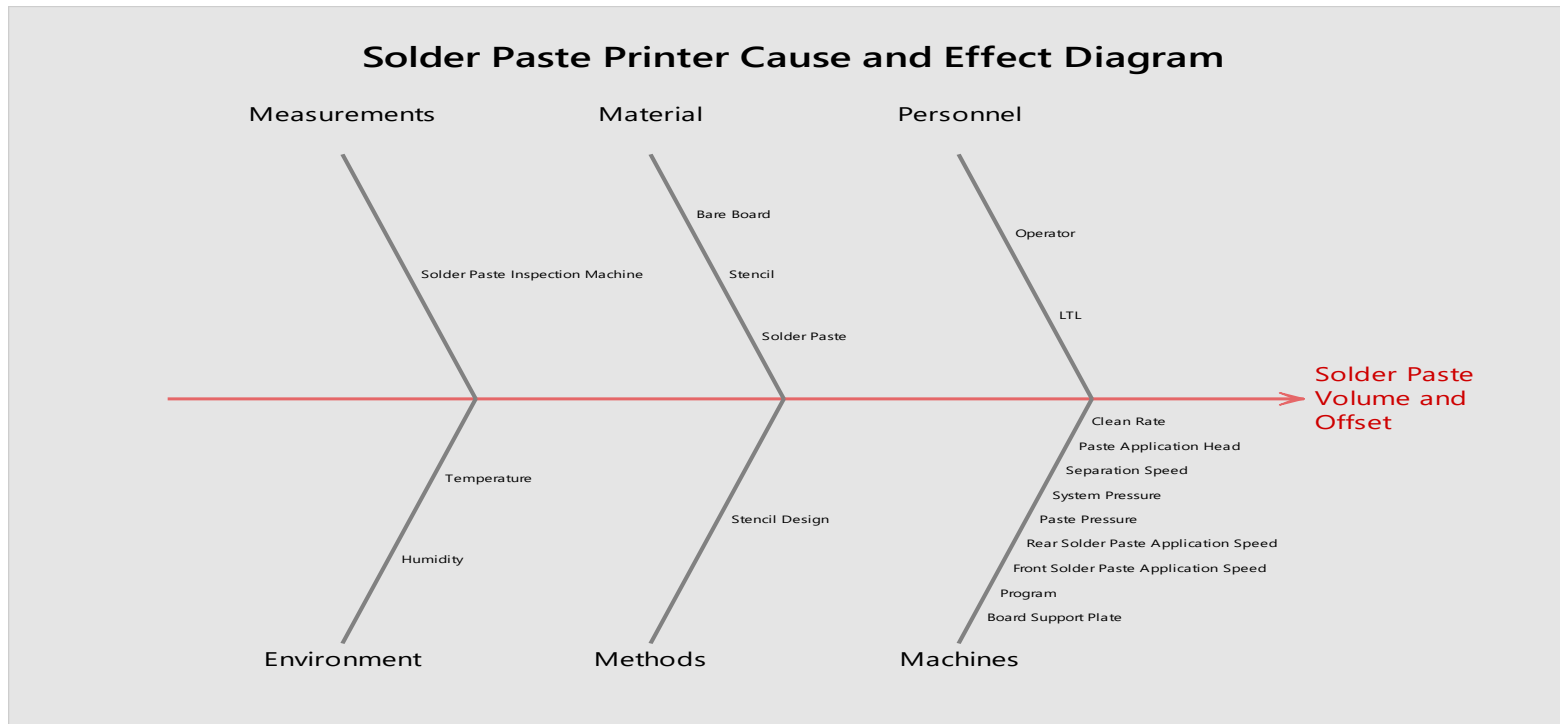 Solder Paste Printer Cause and Effect Diagram
Measurements
Material
Personnel
Bare Board
Operator
Solder Paste Inspection Machine
Stencil
LTL
Solder Paste
Solder Paste
Volume and
Offset
Clean Rate
Paste Application Head
Separation Speed
Temperature
System Pressure
Stencil Design
Paste Pressure
Rear Solder Paste Application Speed
Humidity
Front Solder Paste Application Speed
Program
Board Support Plate
Environment
Methods
Machines